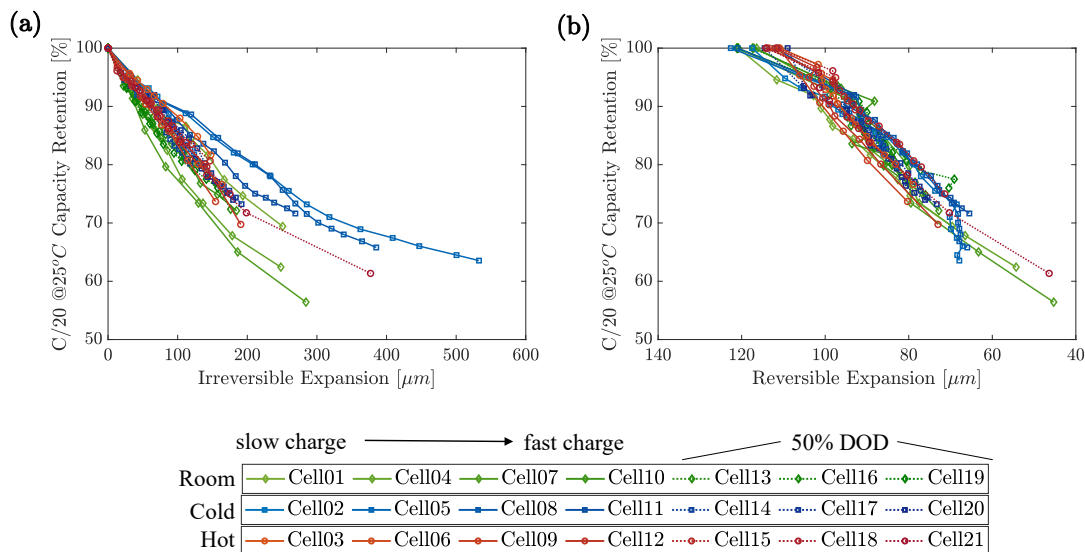 (a)
(b)
C/20 @25°C Capacity Retention [%]
100
90
80
70
60
50
0
100
200
300
400
500
600
Irreversible Expansion [μm]
C/20 @25°C Capacity Retention [%]
100
90
80
70
60
50
140
120
100
80
60
40
Reversible Expansion [μm]
slow charge fast charge 50% DOD
Room Cell01 Cell04 Cell07 Cell10 Cell13 Cell16 Cell19
Cold Cell02 Cell05 Cell08 Cell11 Cell14 Cell17 Cell20
Hot Cell03 Cell06 Cell09 Cell12 Cell15 Cell18 Cell21